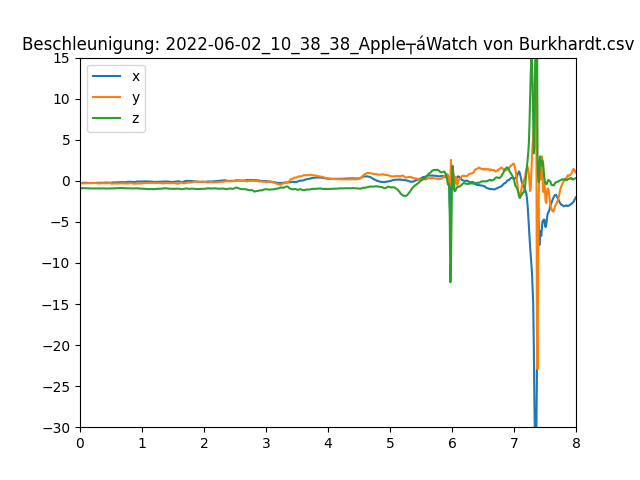 Beschleunigung: 2022-06-02_10_38_38_Apple┬áWatch von Burkhardt.csv
15
10
5
0
−5
−10
−15
−20
−25
−30
x
y
z
0 1 2 3 4 5 6 7 8